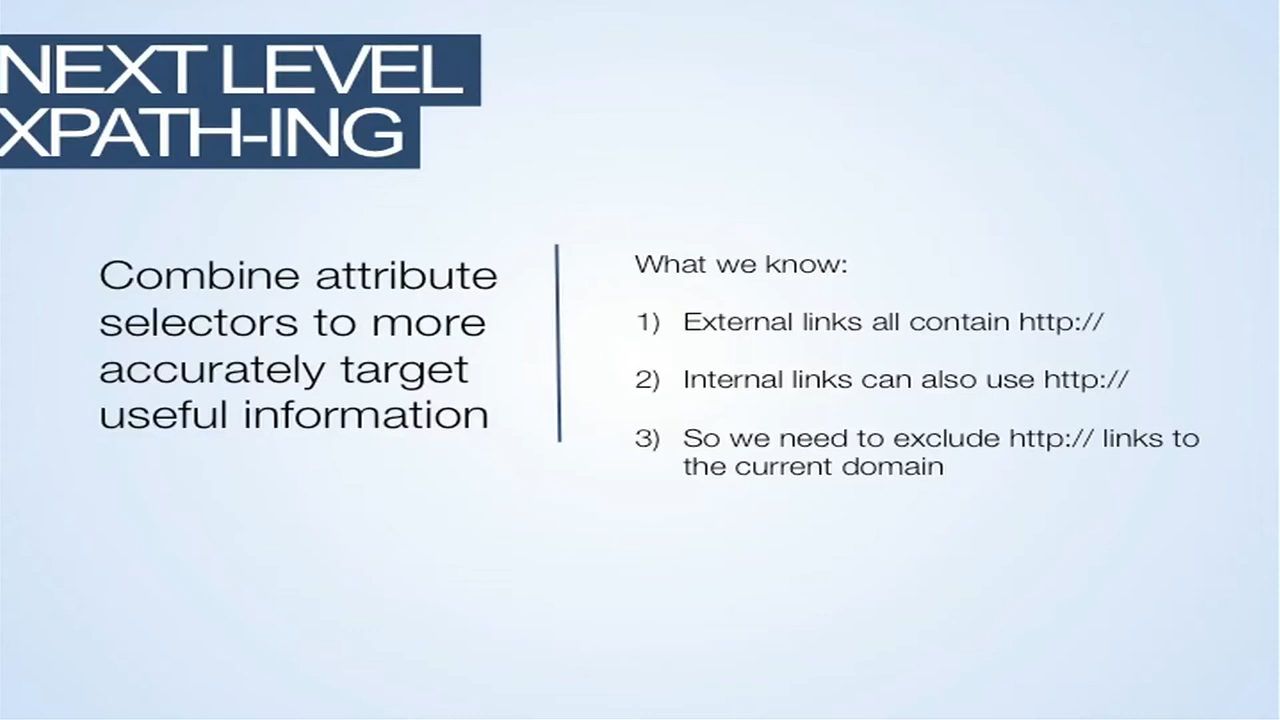 NEXT LEVEL
XPATH-ING
Combine attribute
selectors to more
accurately target
useful information
What we know:
1) External links all contain http://
2) Internal links can also use http://
3) So we need to exclude http:// links to
the current domain